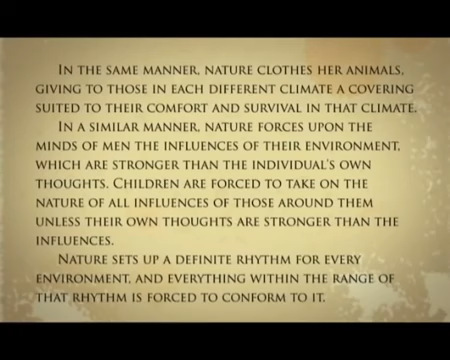 IN THE SAME MANNER, NATURE CLOTHES HER ANIMALS,
GIVING TO THOSE IN EACH DIFFERENT CLIMATE A COVERING
SUITED TO THEIR COMFORT AND SURVIVAL IN THAT CLIMATE.
IN A SIMILAR MANNER, NATURE FORCES UPON THE
MINDS OF MEN THE INFLUENCES OF THEIR ENVIRONMENT,
WHICH ARE STRONGER THAN THE INDIVIDUAL'S OWN
THOUGHTS. CHILDREN ARE FORCED TO TAKE ON THE
NATURE OF ALL INFLUENCES OF THOSE AROUND THEM
UNLESS THEIR OWN THOUGHTS ARE STRONGER THAN THE
INFLUENCES.
NATURE SETS UP A DEFINITE RHYTHM FOR EVERY
ENVIRONMENT, AND EVERYTHING WITHIN THE RANGE OF
THAT RHYTHM IS FORCED TO CONFORM TO IT.